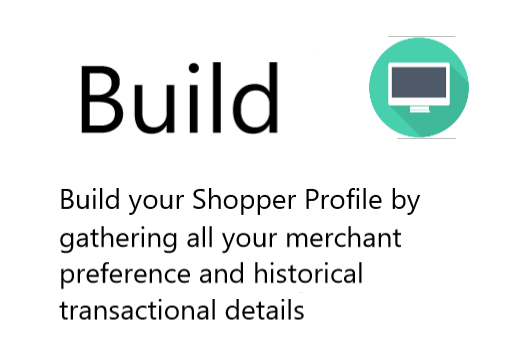 Build
Build your Shopper Profile by
gathering all your merchant
preference and historical
transactional details